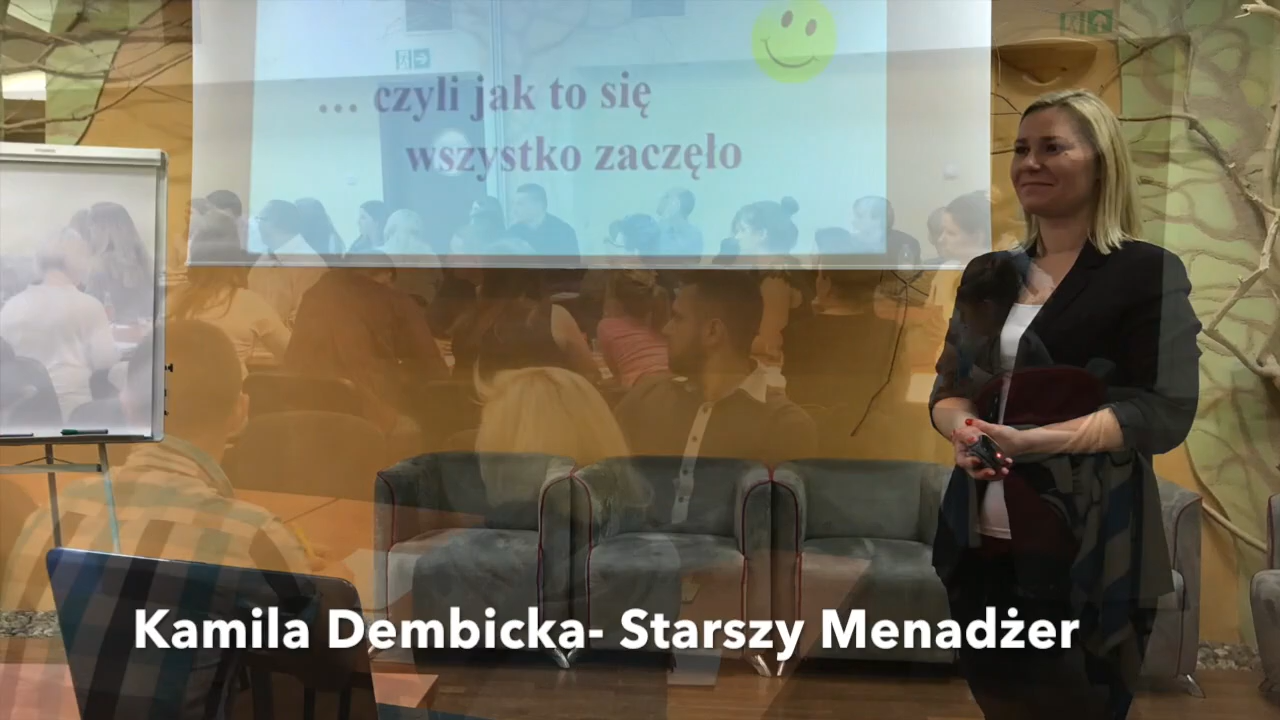 ... czyli jak to się
wszystko zaczęło
Kamila Dembicka- Starszy Menadżer